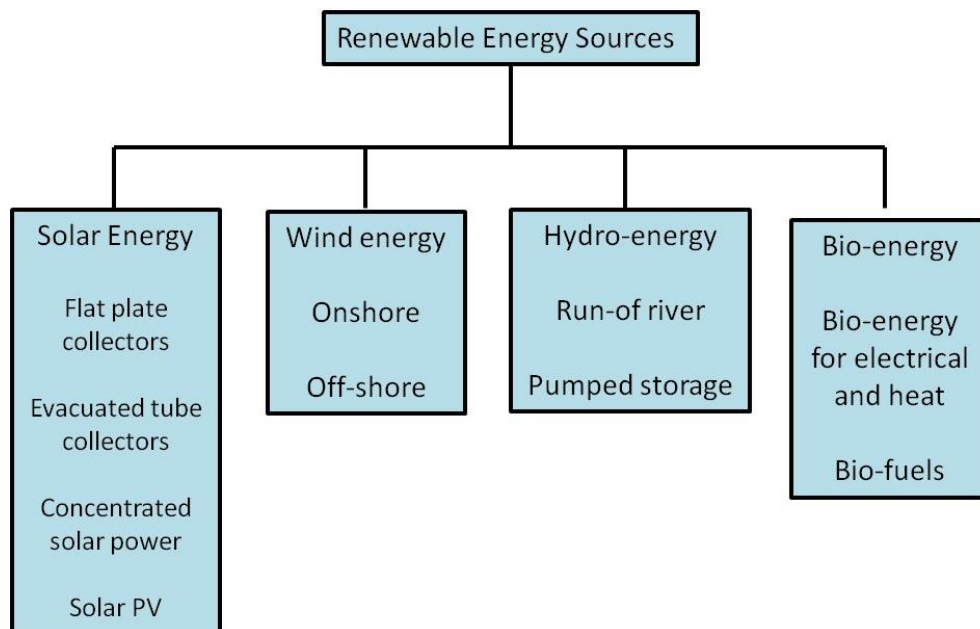 Renewable Energy Sources
Solar Energy
Flat plate
collectors
Evacuated tube
collectors
Concentrated
solar power
Solar PV
Wind energy
Onshore
Off-shore
Hydro-energy
Run-of river
Pumped storage
Bio-energy
Bio-energy
for electrical
and heat
Bio-fuels